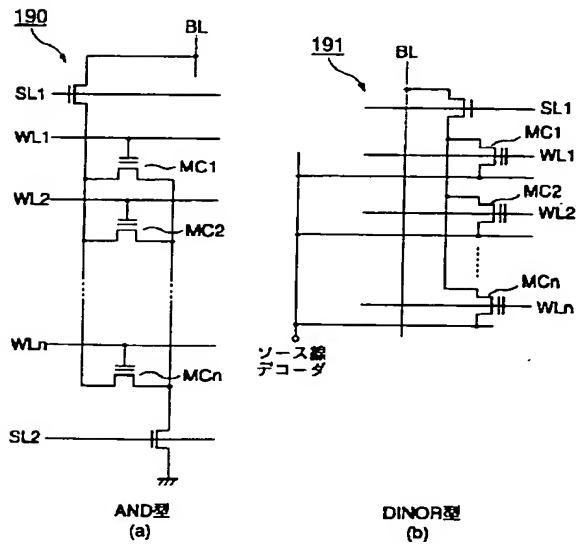 190
BL
SL1
WL1
MC1
WL2
MC2
WLn
MCn
SL2
AND型
(a)
191
BL
SL1
MC1
WL1
MC2
WL2
MCn
WLn
ソース線
デコーダ
DINOR型
(b)